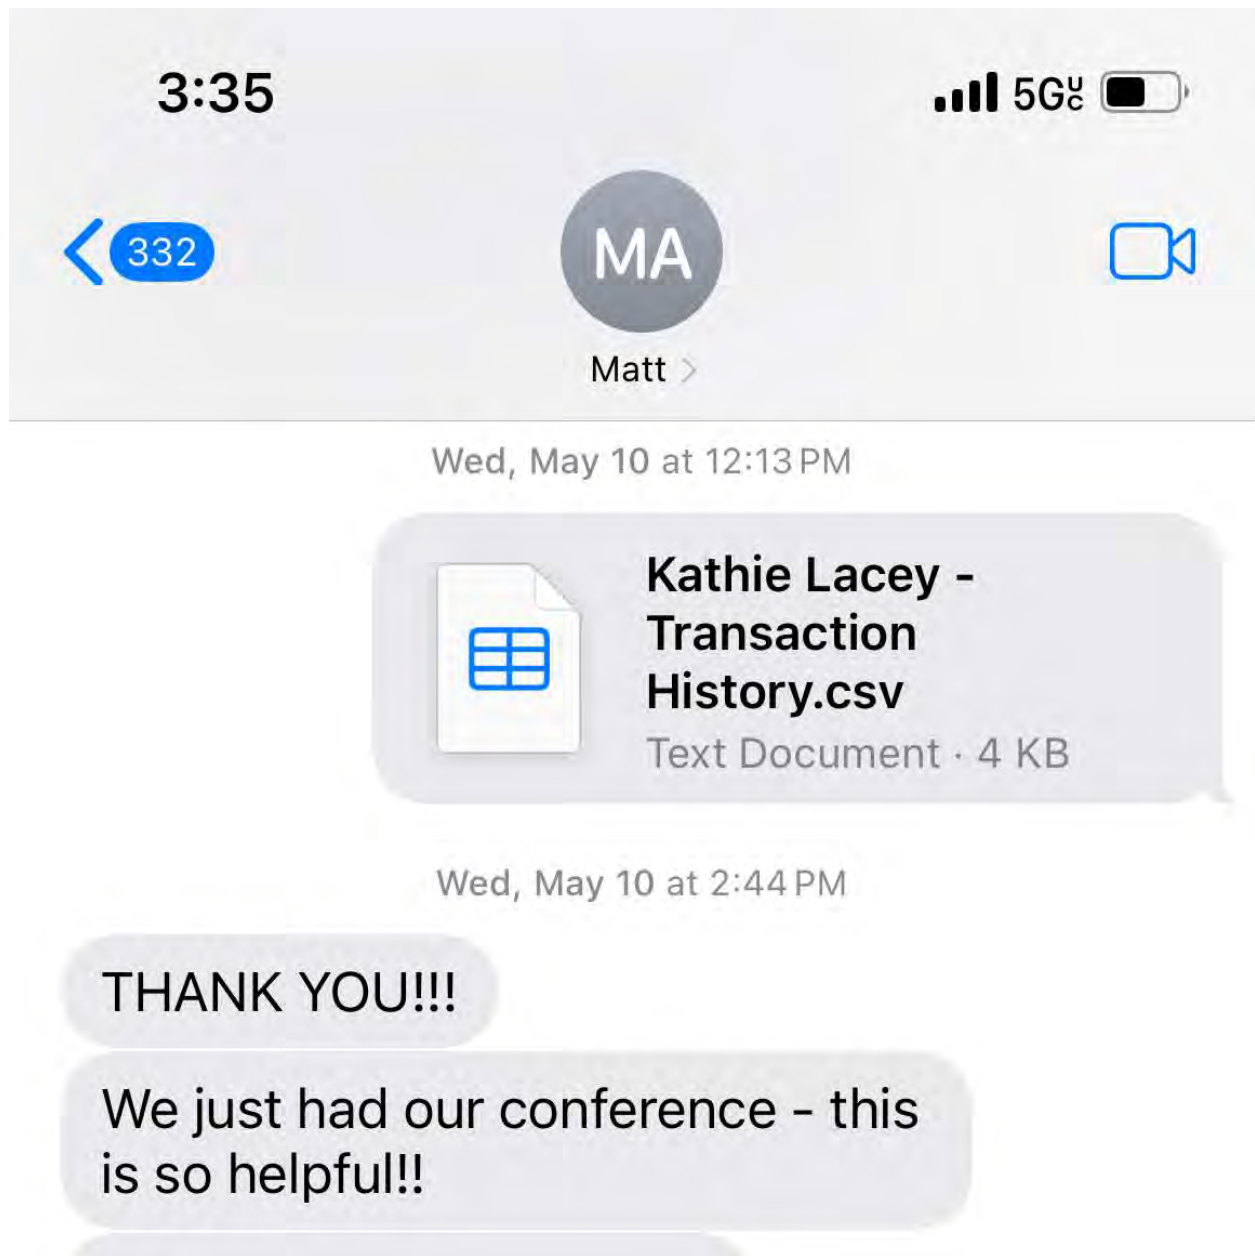 3:35
5GUC
332
MA
Matt
Wed, May 10 at 12:13 PM
Kathie Lacey -
Transaction
History.csv
Text Document · 4 KB
Wed, May 10 at 2:44 PM
THANK YOU!!!
We just had our conference - this
is so helpful!!